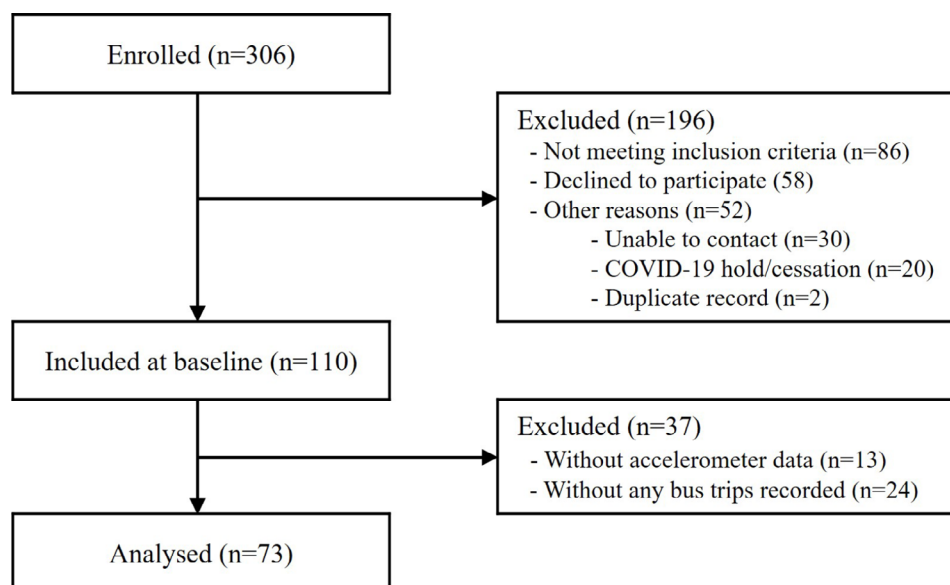 Enrolled (n=306)
Excluded (n=196)
- Not meeting inclusion criteria (n=86)
- Declined to participate (58)
- Other reasons (n=52)
- Unable to contact (n=30)
- COVID-19 hold/cessation (n=20)
- Duplicate record (n=2)
Included at baseline (n=110)
Excluded (n=37)
- Without accelerometer data (n=13)
- Without any bus trips recorded (n=24)
Analysed (n=73)